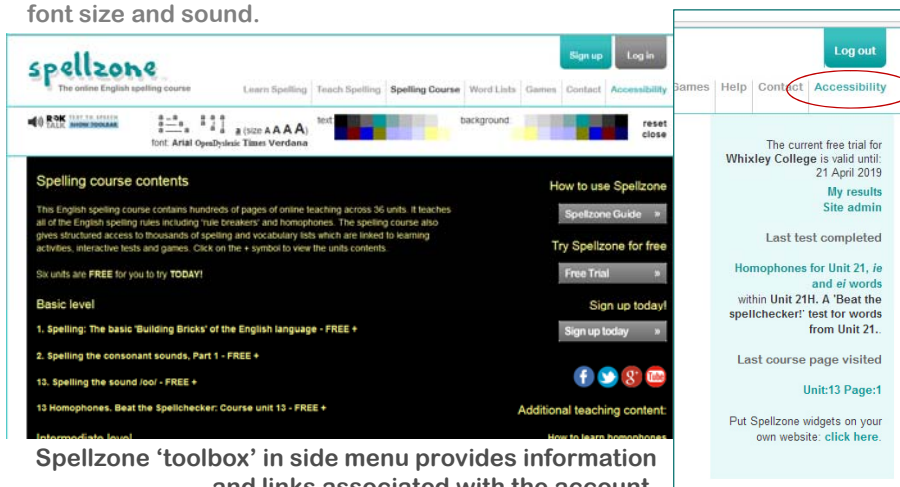 font size and sound.
spellzone
The online English spelling course
Sign up
Log in
Learn Spelling Teach Spelling Spelling Course Word Lists Games Contact Accessibility
ROK TALK TEXT TO SPEECH SHOW TOOLBAR
a (size A A A A)
text:
background:
reset
font: Arial OpenDyslexic Times Verdana
close
Spelling course contents
This English spelling course contains hundreds of pages of online teaching across 36 units. It teaches
all of the English spelling rules including 'rule breakers' and homophones. The spelling course also
gives structured access to thousands of spelling and vocabulary lists which are linked to learning
activities, interactive tests and games. Click on the + symbol to view the units contents.
Six units are FREE for you to try TODAY!
Basic level
1. Spelling: The basic 'Building Bricks' of the English language - FREE +
2. Spelling the consonant sounds, Part 1 - FREE +
13. Spelling the sound /oo/ - FREE +
13 Homophones. Beat the Spellchecker: Course unit 13 - FREE +
Intermediate level
How to use Spellzone
Spellzone Guide »
Try Spellzone for free
Free Trial »
Sign up today!
Sign up today »
Additional teaching content:
How to learn homophones
Spellzone ‘toolbox’ in side menu provides information
and links associated with the account.
Log out
Games Help Contact Accessibility
The current free trial for
Whixley College is valid until:
21 April 2019
My results
Site admin
Last test completed
Homophones for Unit 21, ie
and ei words
within Unit 21H. A 'Beat the
spellchecker!' test for words
from Unit 21..
Last course page visited
Unit:13 Page:1
Put Spellzone widgets on your
own website: click here.